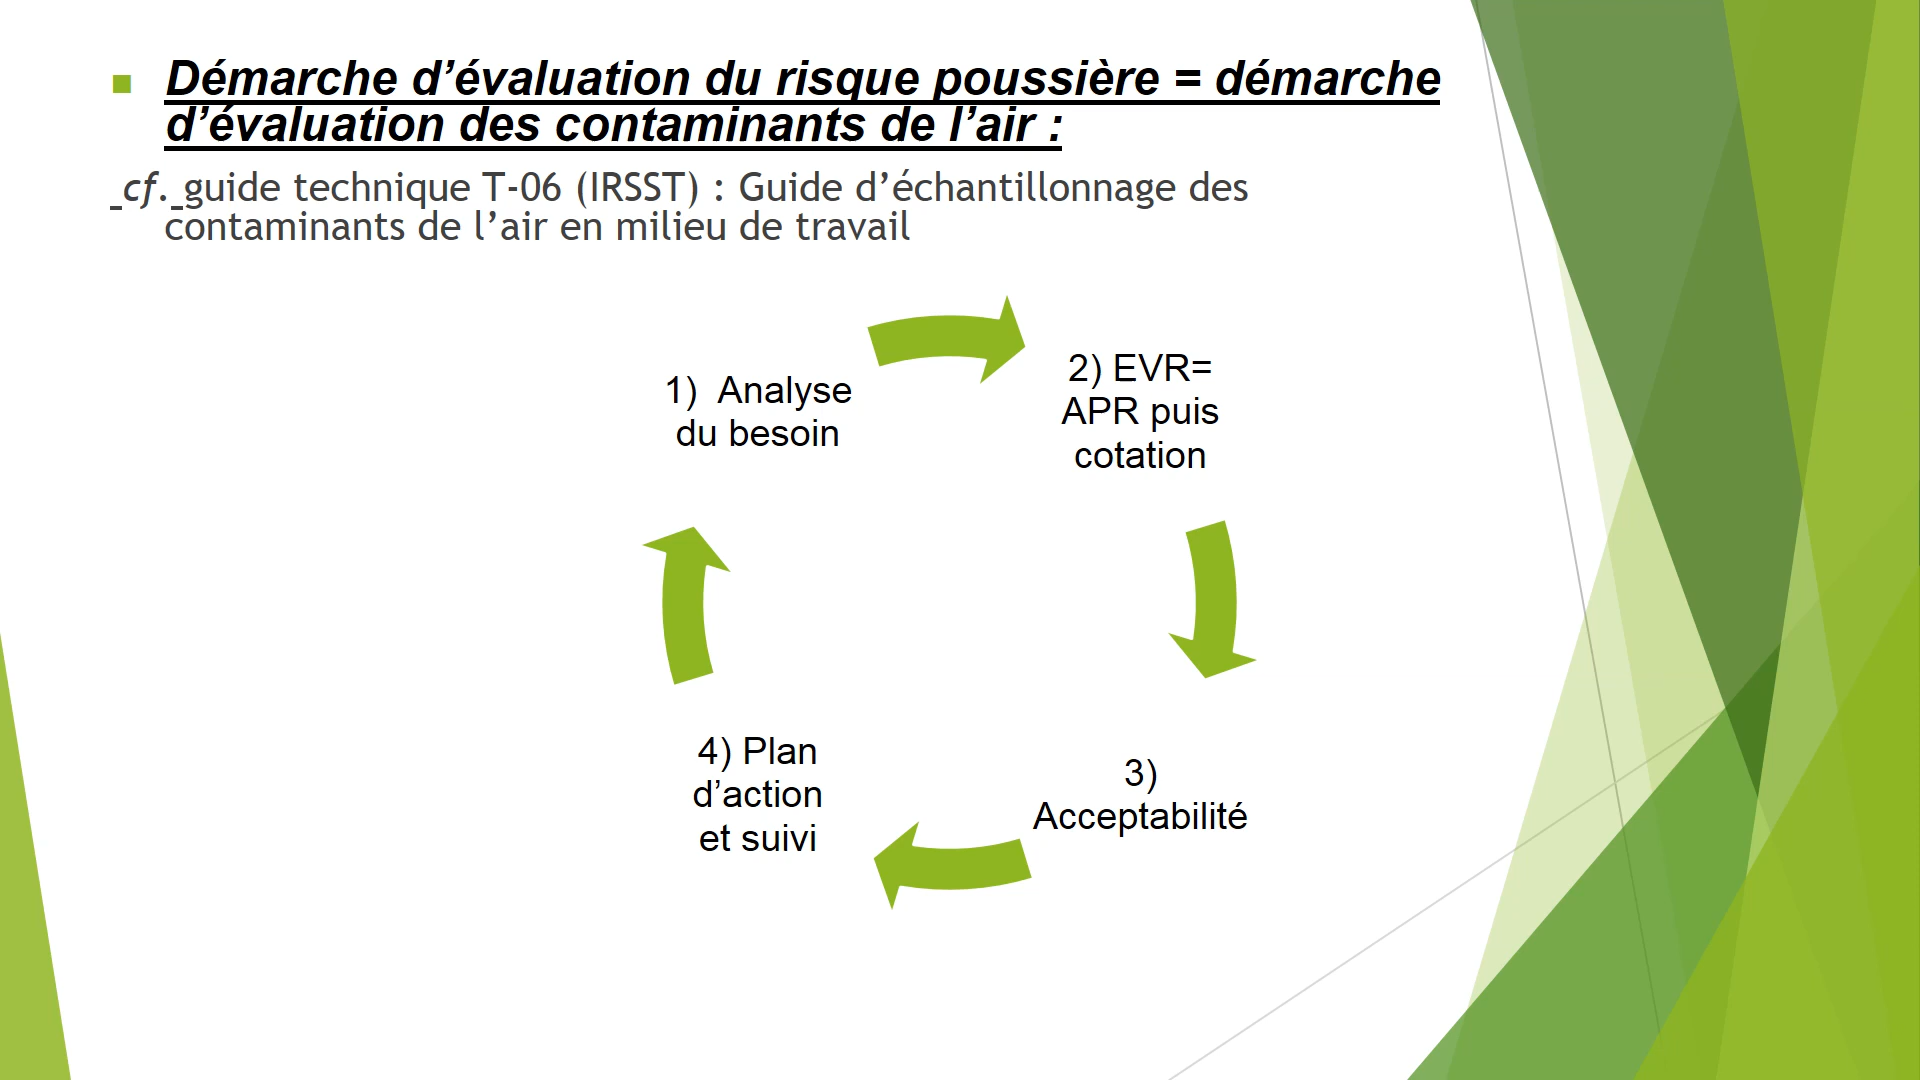 Démarche d’évaluation du risque poussière = démarche
d’évaluation des contaminants de l’air :
cf. guide technique T-06 (IRSST) : Guide d’échantillonnage des
contaminants de l’air en milieu de travail
1) Analyse
du besoin
2) EVR=
APR puis
cotation
3)
Acceptabilité
4) Plan
d’action
et suivi